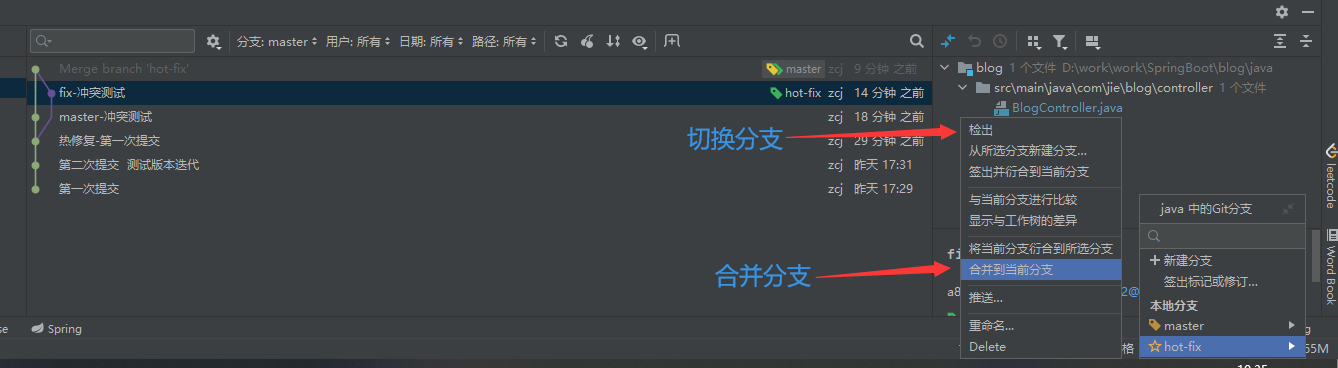 分支: master 用户: 所有 日期: 所有 路径: 所有
Merge branch 'hot-fix' master zcj 9 分钟 之前
fix-冲突测试 hot-fix zcj 14 分钟 之前
master-冲突测试 zcj 18 分钟 之前
热修复-第一次提交 zcj 29 分钟 之前
第二次提交 测试版本迭代 zcj 昨天 17:31
第一次提交 zcj 昨天 17:29
blog 1 个文件 D:\work\work\SpringBoot\blog\java
src\main\java\com\jie\blog\controller 1 个文件
BlogController.java
切换分支
合并分支
检出
从所选分支新建分支...
签出并衍合到当前分支
与当前分支进行比较
显示与工作树的差异
将当前分支衍合到所选分支
合并到当前分支
推送...
重命名...
Delete
java 中的Git分支
新建分支
签出标记或修订...
本地分支
master
hot-fix
fi
a8
2@
leetcode
Word Book
se
Spring
g
格
65M